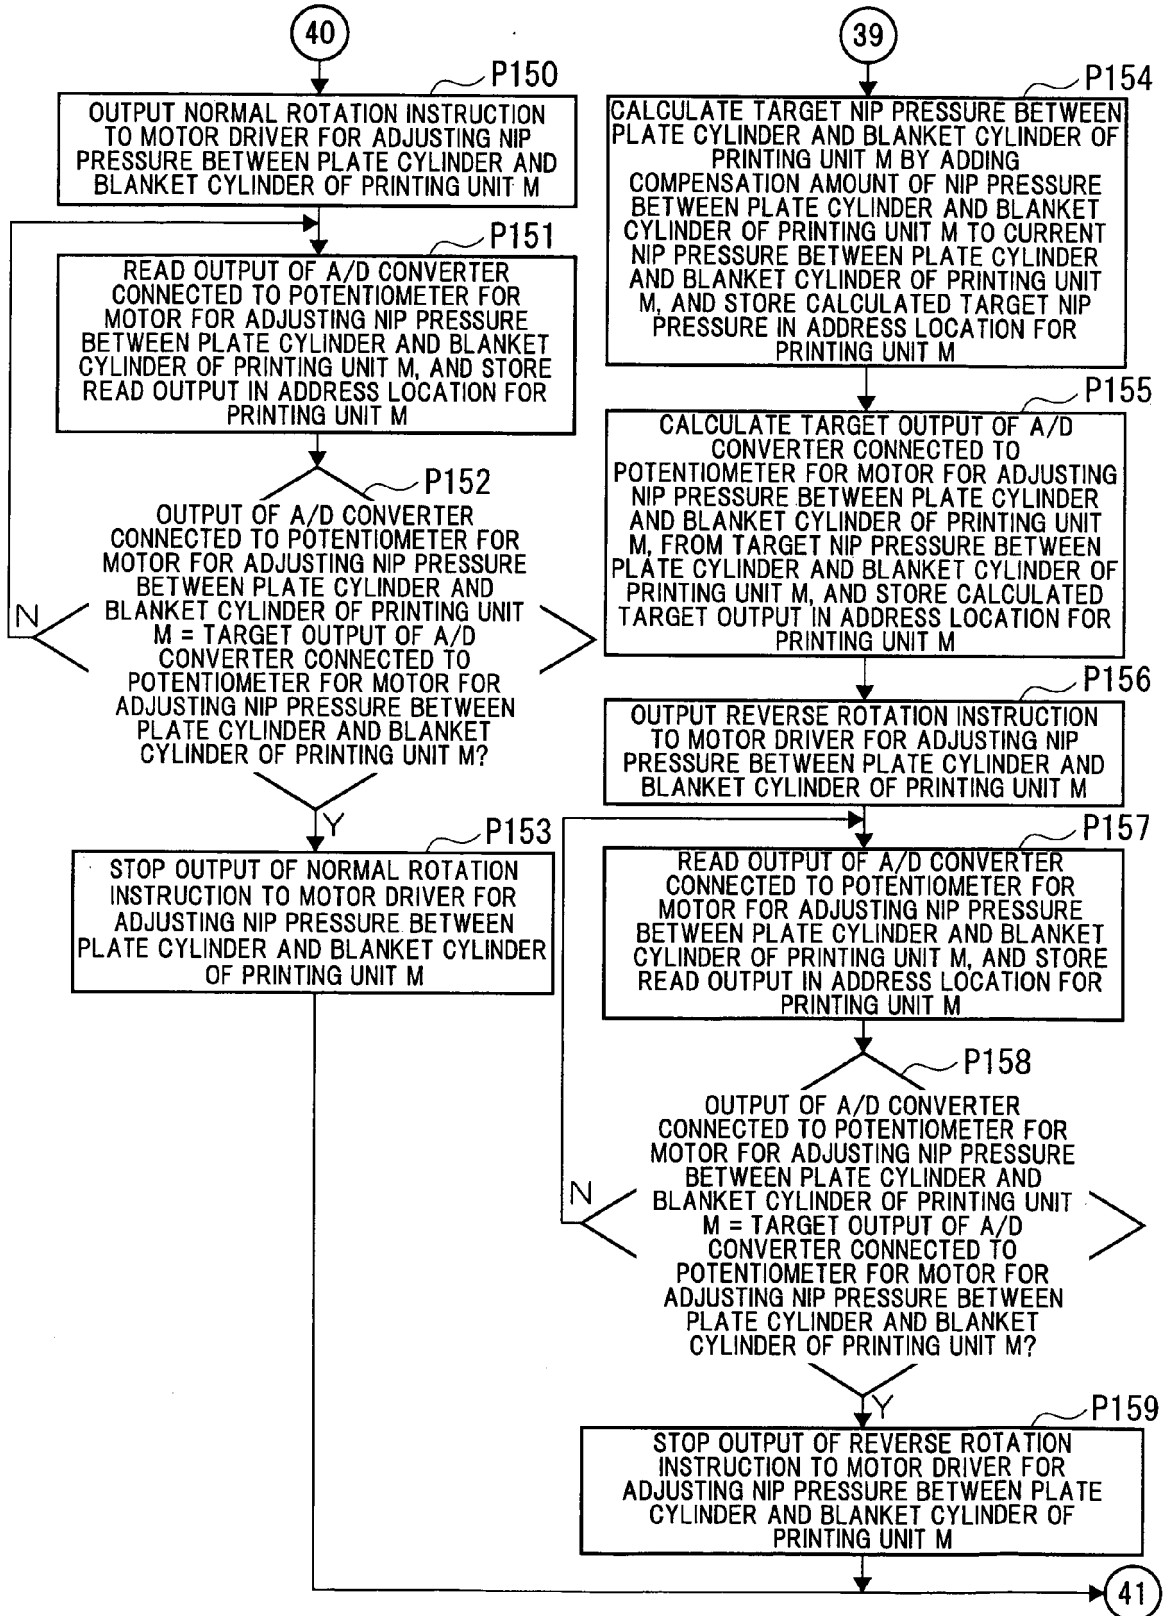 40
P150
OUTPUT NORMAL ROTATION INSTRUCTION
TO MOTOR DRIVER FOR ADJUSTING NIP
PRESSURE BETWEEN PLATE CYLINDER AND
BLANKET CYLINDER OF PRINTING UNIT M
P151
READ OUTPUT OF A/D CONVERTER
CONNECTED TO POTENTIOMETER FOR
MOTOR FOR ADJUSTING NIP PRESSURE
BETWEEN PLATE CYLINDER AND BLANKET
CYLINDER OF PRINTING UNIT M, AND STORE
READ OUTPUT IN ADDRESS LOCATION FOR
PRINTING UNIT M
P152
OUTPUT OF A/D CONVERTER
CONNECTED TO POTENTIOMETER FOR
MOTOR FOR ADJUSTING NIP PRESSURE
BETWEEN PLATE CYLINDER AND
BLANKET CYLINDER OF PRINTING UNIT
M = TARGET OUTPUT OF A/D
CONVERTER CONNECTED TO
POTENTIOMETER FOR MOTOR FOR
ADJUSTING NIP PRESSURE BETWEEN
PLATE CYLINDER AND BLANKET
CYLINDER OF PRINTING UNIT M?
N
Y
P153
STOP OUTPUT OF NORMAL ROTATION
INSTRUCTION TO MOTOR DRIVER FOR
ADJUSTING NIP PRESSURE BETWEEN
PLATE CYLINDER AND BLANKET CYLINDER
OF PRINTING UNIT M
39
P154
CALCULATE TARGET NIP PRESSURE BETWEEN
PLATE CYLINDER AND BLANKET CYLINDER OF
PRINTING UNIT M BY ADDING
COMPENSATION AMOUNT OF NIP PRESSURE
BETWEEN PLATE CYLINDER AND BLANKET
CYLINDER OF PRINTING UNIT M TO CURRENT
NIP PRESSURE BETWEEN PLATE CYLINDER
AND BLANKET CYLINDER OF PRINTING UNIT
M, AND STORE CALCULATED TARGET NIP
PRESSURE IN ADDRESS LOCATION FOR
PRINTING UNIT M
P155
CALCULATE TARGET OUTPUT OF A/D
CONVERTER CONNECTED TO
POTENTIOMETER FOR MOTOR FOR ADJUSTING
NIP PRESSURE BETWEEN PLATE CYLINDER
AND BLANKET CYLINDER OF PRINTING UNIT
M, FROM TARGET NIP PRESSURE BETWEEN
PLATE CYLINDER AND BLANKET CYLINDER OF
PRINTING UNIT M, AND STORE CALCULATED
TARGET OUTPUT IN ADDRESS LOCATION FOR
PRINTING UNIT M
P156
OUTPUT REVERSE ROTATION INSTRUCTION
TO MOTOR DRIVER FOR ADJUSTING NIP
PRESSURE BETWEEN PLATE CYLINDER AND
BLANKET CYLINDER OF PRINTING UNIT M
P157
READ OUTPUT OF A/D CONVERTER
CONNECTED TO POTENTIOMETER FOR
MOTOR FOR ADJUSTING NIP PRESSURE
BETWEEN PLATE CYLINDER AND BLANKET
CYLINDER OF PRINTING UNIT M, AND STORE
READ OUTPUT IN ADDRESS LOCATION FOR
PRINTING UNIT M
P158
OUTPUT OF A/D CONVERTER
CONNECTED TO POTENTIOMETER FOR
MOTOR FOR ADJUSTING NIP PRESSURE
BETWEEN PLATE CYLINDER AND
BLANKET CYLINDER OF PRINTING UNIT
M = TARGET OUTPUT OF A/D
CONVERTER CONNECTED TO
POTENTIOMETER FOR MOTOR FOR
ADJUSTING NIP PRESSURE BETWEEN
PLATE CYLINDER AND BLANKET
CYLINDER OF PRINTING UNIT M?
N
Y
P159
STOP OUTPUT OF REVERSE ROTATION
INSTRUCTION TO MOTOR DRIVER FOR
ADJUSTING NIP PRESSURE BETWEEN PLATE
CYLINDER AND BLANKET CYLINDER OF
PRINTING UNIT M
41